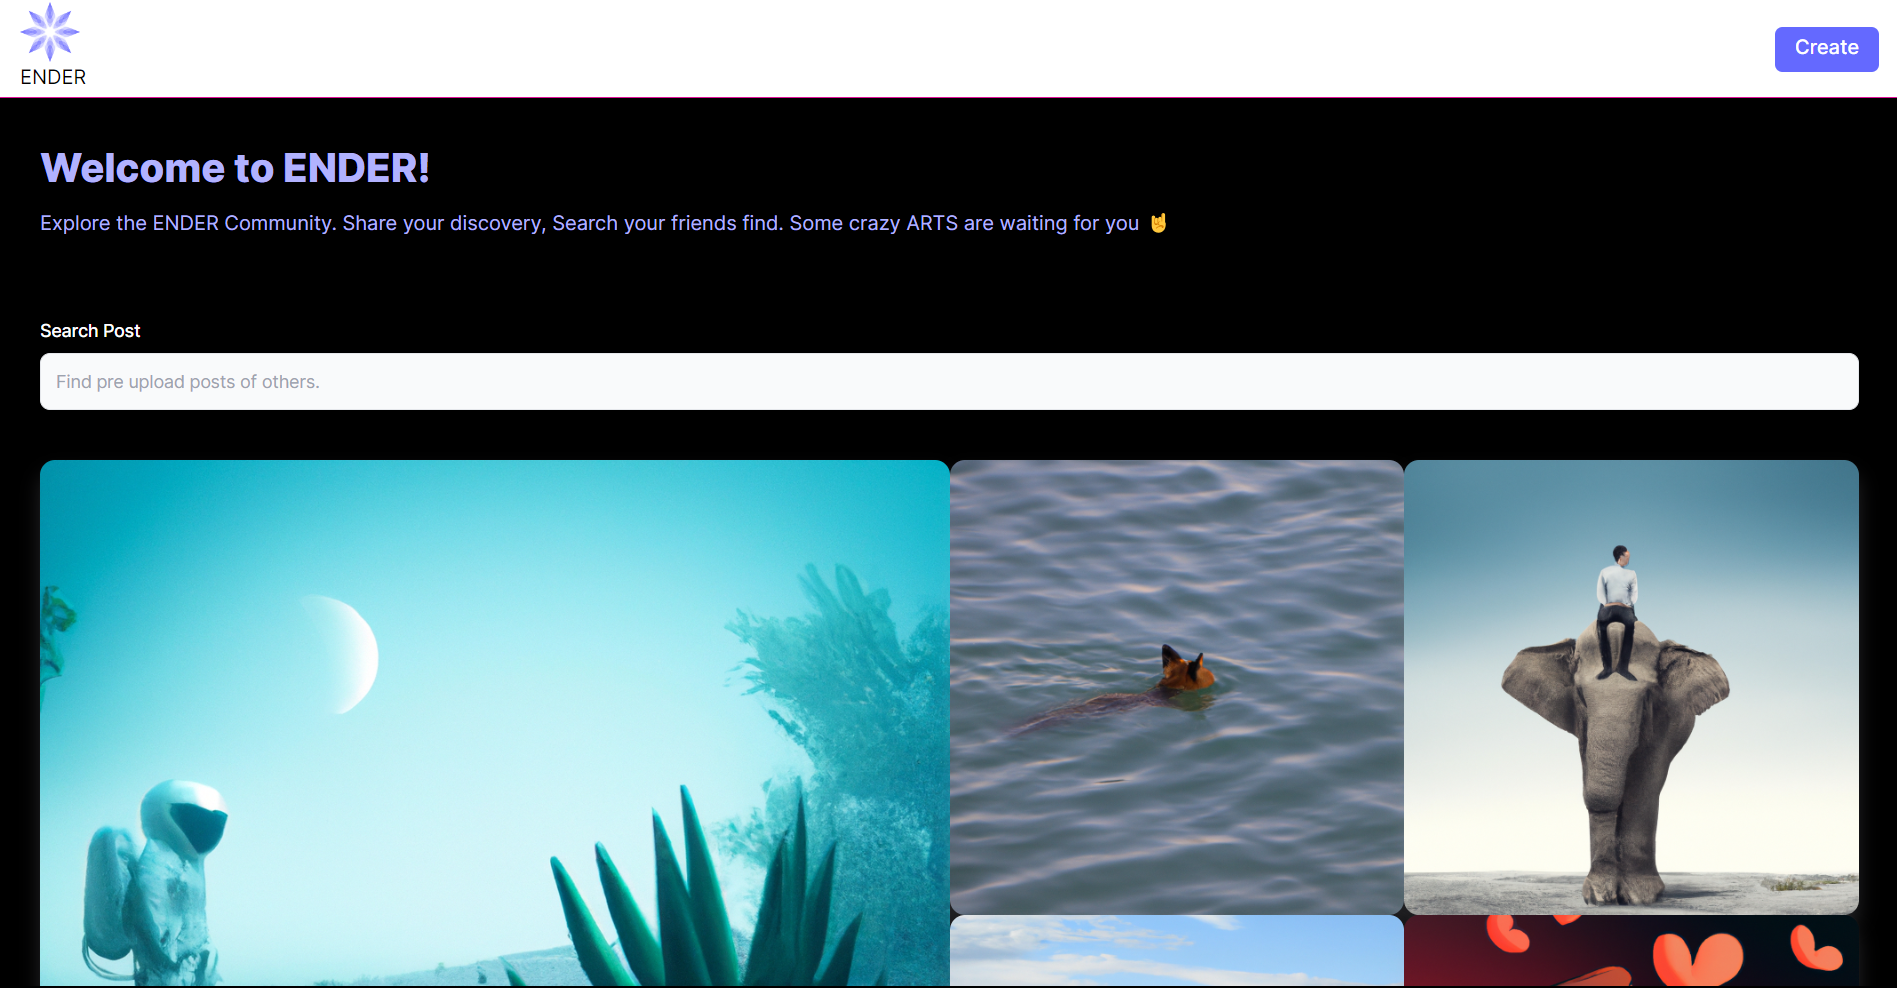 ENDER
Create
Welcome to ENDER!
Explore the ENDER Community. Share your discovery, Search your friends find. Some crazy ARTS are waiting for you 🤘
Search Post
Find pre upload posts of others.